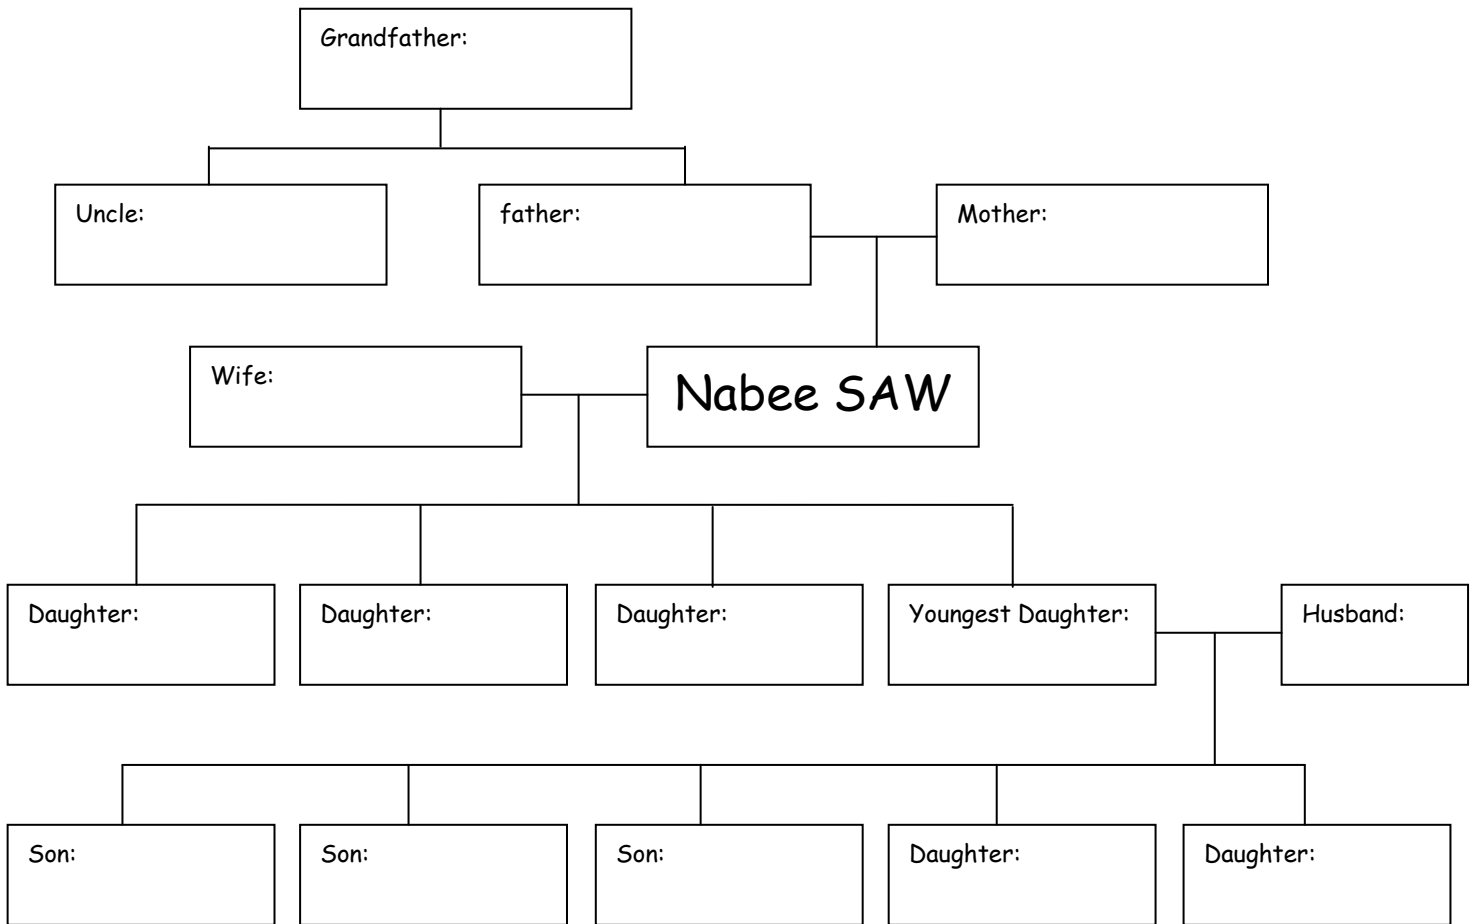 Grandfather:
Uncle:
father:
Mother:
Wife:
Nabee SAW
Daughter:
Daughter:
Daughter:
Youngest Daughter:
Husband:
Son:
Son:
Son:
Daughter:
Daughter: